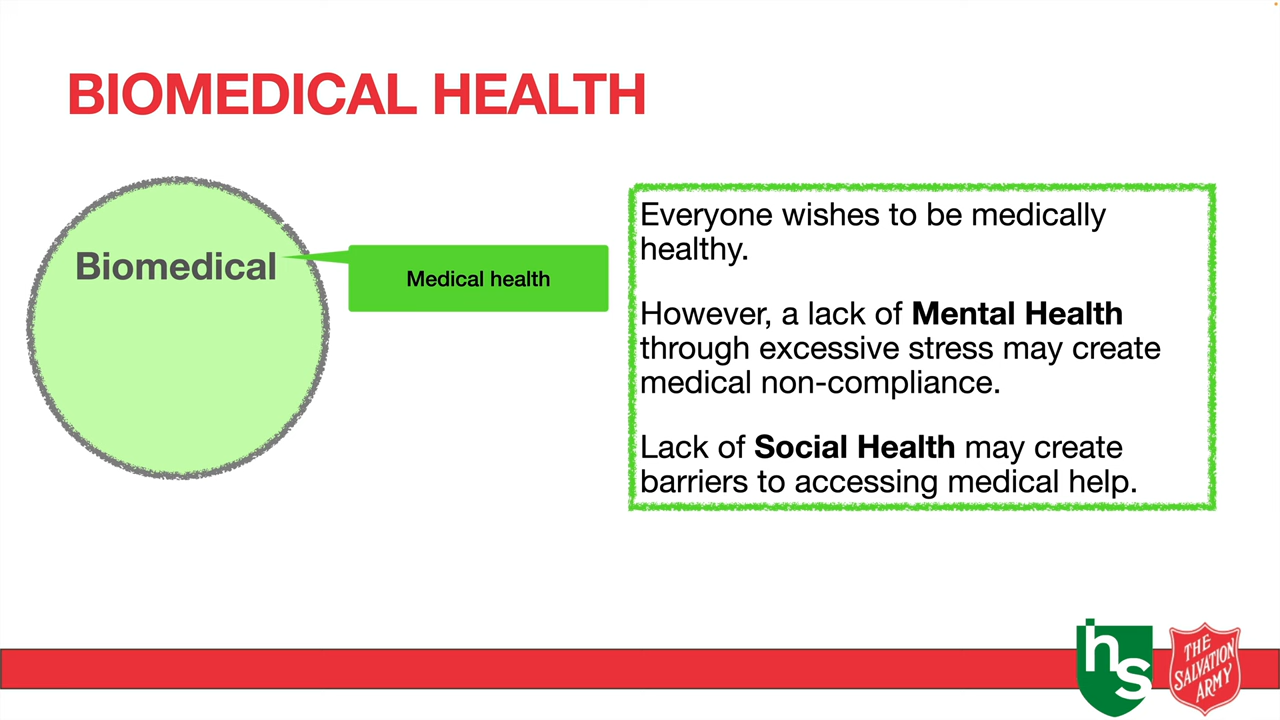 BIOMEDICAL HEALTH
Biomedical
Medical health
Everyone wishes to be medically
healthy.
However, a lack of Mental Health
through excessive stress may create
medical non-compliance.
Lack of Social Health may create
barriers to accessing medical help.
hs
THE
SALVATION
ARMY